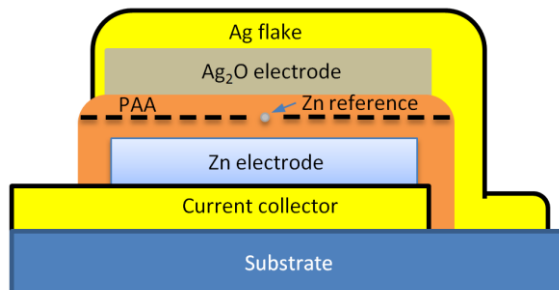 Ag flake
Ag₂O electrode
PAA
Zn reference
Zn electrode
Current collector
Substrate